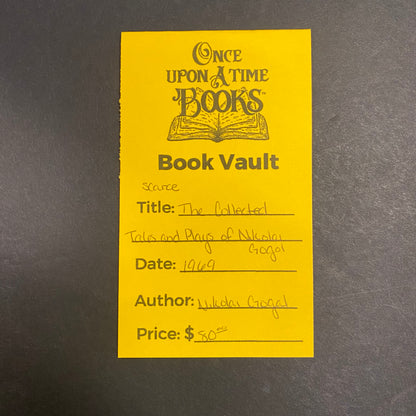 ONCE
UPON A TIME
BOOKS
Book Vault
scarce
Title: The Collected
Tales and Plays of Nikolai
Gogol
Date: 1969
Author: Nikolai Gogol
Price: $ 80